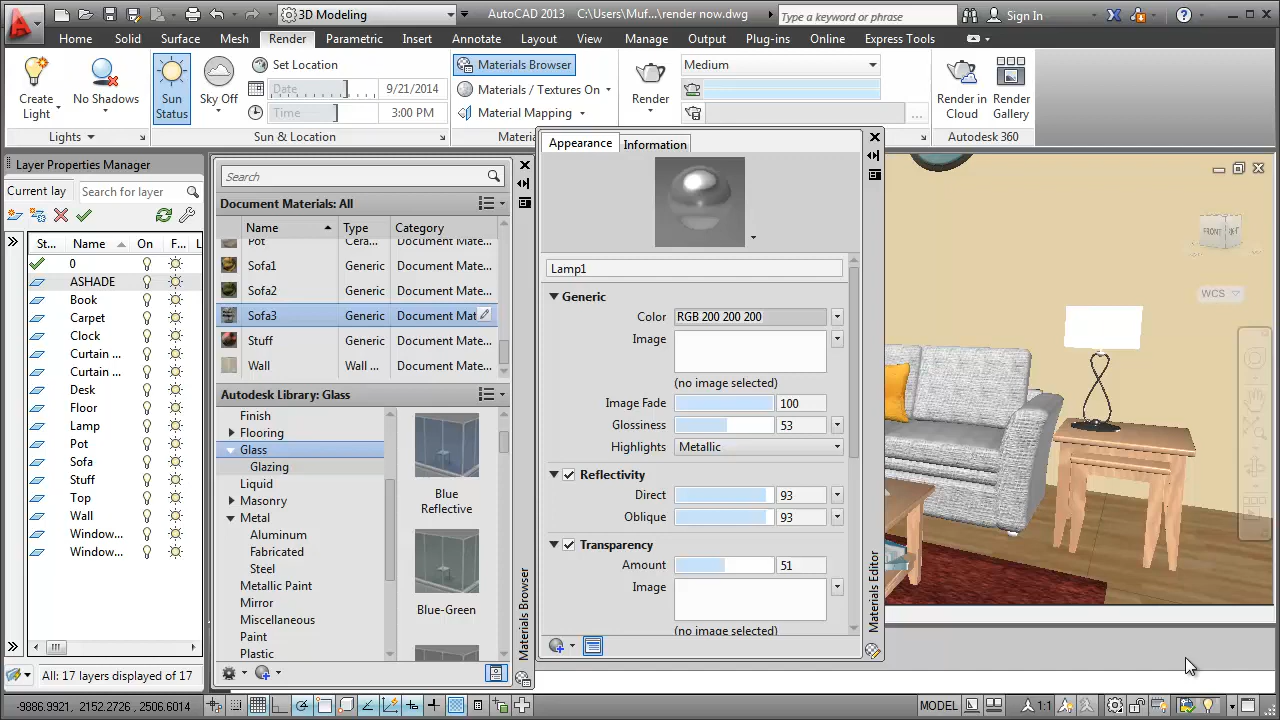 3D Modeling
AutoCAD 2013 C:\Users\Muf...\render now.dwg
Type a keyword or phrase
Sign In
Home Solid Surface Mesh Render Parametric Insert Annotate Layout View Manage Output Plug-ins Online Express Tools
Create Light
No Shadows
Sun Status
Sky Off
Set Location
Date 9/21/2014
Time 3:00 PM
Materials Browser
Materials / Textures On
Material Mapping
Render
Medium
...
Render in Cloud
Render Gallery
Lights
Sun & Location
Autodesk 360
Layer Properties Manager
Current lay
Search for layer
St... Name On F... L
0
ASHADE
Book
Carpet
Clock
Curtain ...
Curtain ...
Desk
Floor
Lamp
Pot
Sofa
Stuff
Top
Wall
Window...
Window...
All: 17 layers displayed of 17
Search
Document Materials: All
Name Type Category
Pot Cera... Document Mate...
Sofa1 Generic Document Mate...
Sofa2 Generic Document Mate...
Sofa3 Generic Document Mat
Stuff Generic Document Mate...
Wall Wall ... Document Mate...
Autodesk Library: Glass
Finish
Flooring
Glass
Glazing
Liquid
Masonry
Metal
Aluminum
Fabricated
Steel
Metallic Paint
Mirror
Miscellaneous
Paint
Plastic
Blue Reflective
Blue-Green
Materials Browser
Appearance Information
Lamp1
Generic
Color RGB 200 200 200
Image
(no image selected)
Image Fade 100
Glossiness 53
Highlights Metallic
Reflectivity
Direct 93
Oblique 93
Transparency
Amount 51
Image
(no image selected)
Materials Editor
FRONT
WCS
-9886.9921, 2152.2726, 2506.6014
MODEL
1:1